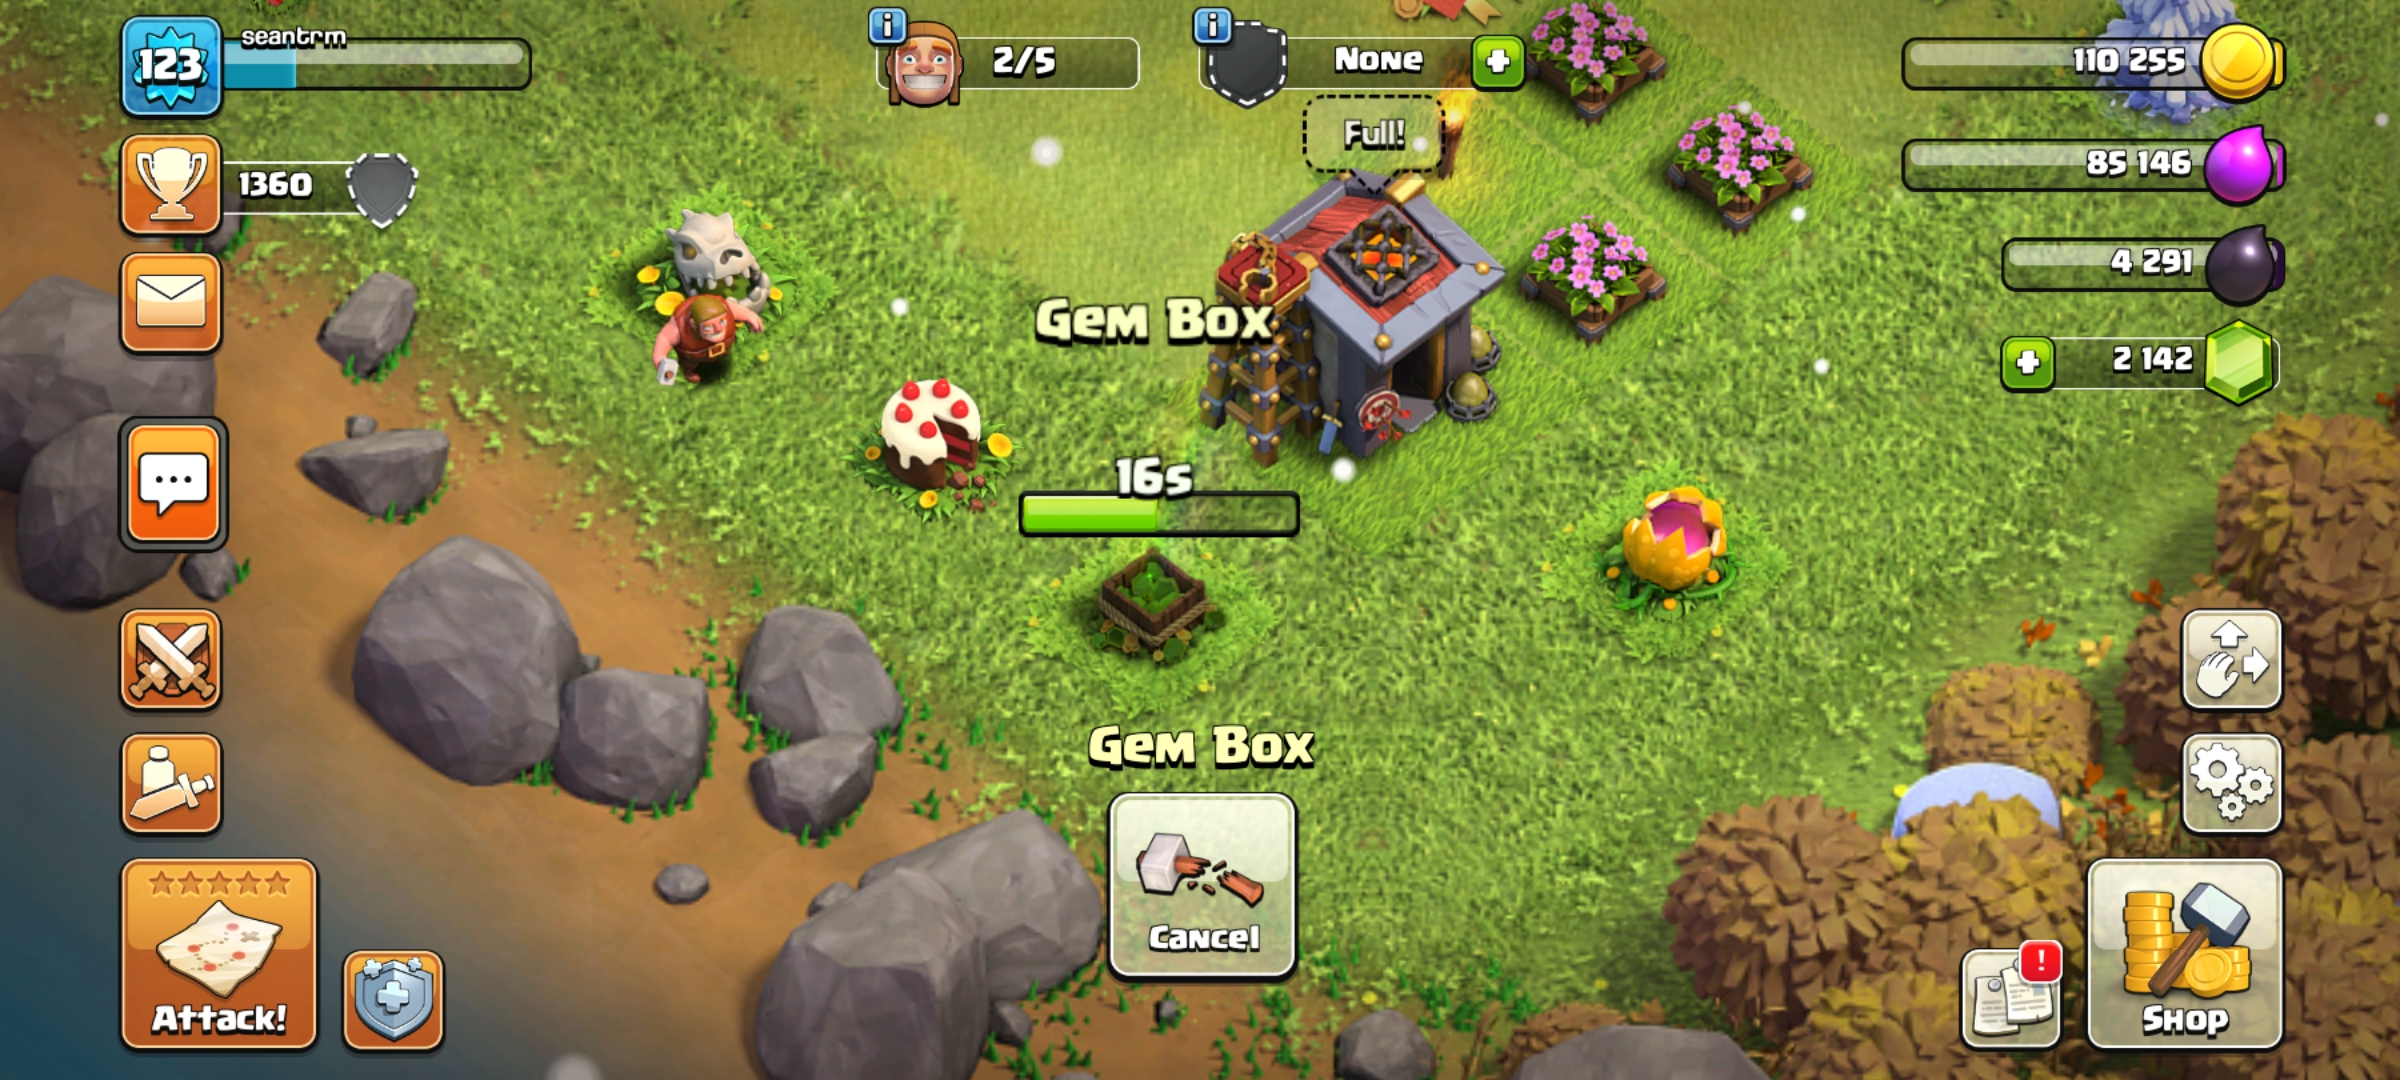 123
seantrm
2/5
None
110 255
1360
Full!
85 146
4 291
Gem Box
2 142
16s
Gem Box
Cancel
Attack!
!
Shop